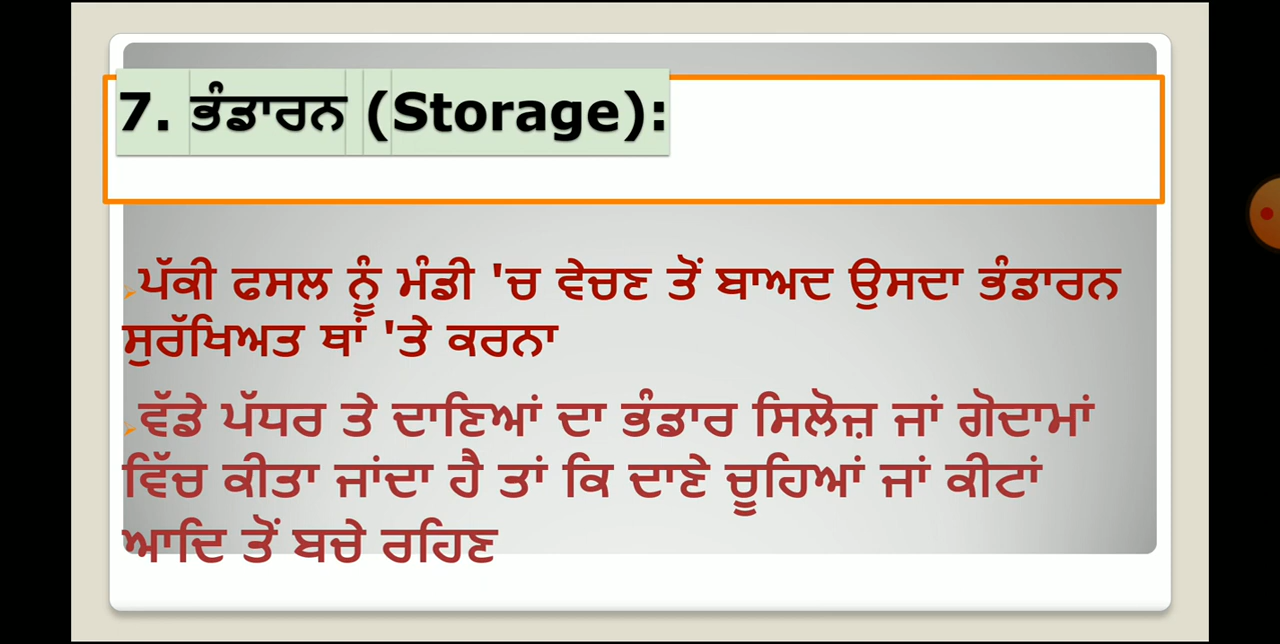 7. ਭੰਡਾਰਨ (Storage):
ਪੱਕੀ ਫਸਲ ਨੂੰ ਮੰਡੀ 'ਚ ਵੇਚਣ ਤੋਂ ਬਾਅਦ ਉਸਦਾ ਭੰਡਾਰਨ
ਸੁਰੱਖਿਅਤ ਥਾਂ 'ਤੇ ਕਰਨਾ
ਵੱਡੇ ਪੱਧਰ ਤੇ ਦਾਣਿਆਂ ਦਾ ਭੰਡਾਰ ਸਿਲੋਜ਼ ਜਾਂ ਗੋਦਾਮਾਂ
ਵਿੱਚ ਕੀਤਾ ਜਾਂਦਾ ਹੈ ਤਾਂ ਕਿ ਦਾਣੇ ਚੂਹਿਆਂ ਜਾਂ ਕੀਟਾਂ
ਆਦਿ ਤੋਂ ਬਚੇ ਰਹਿਣ